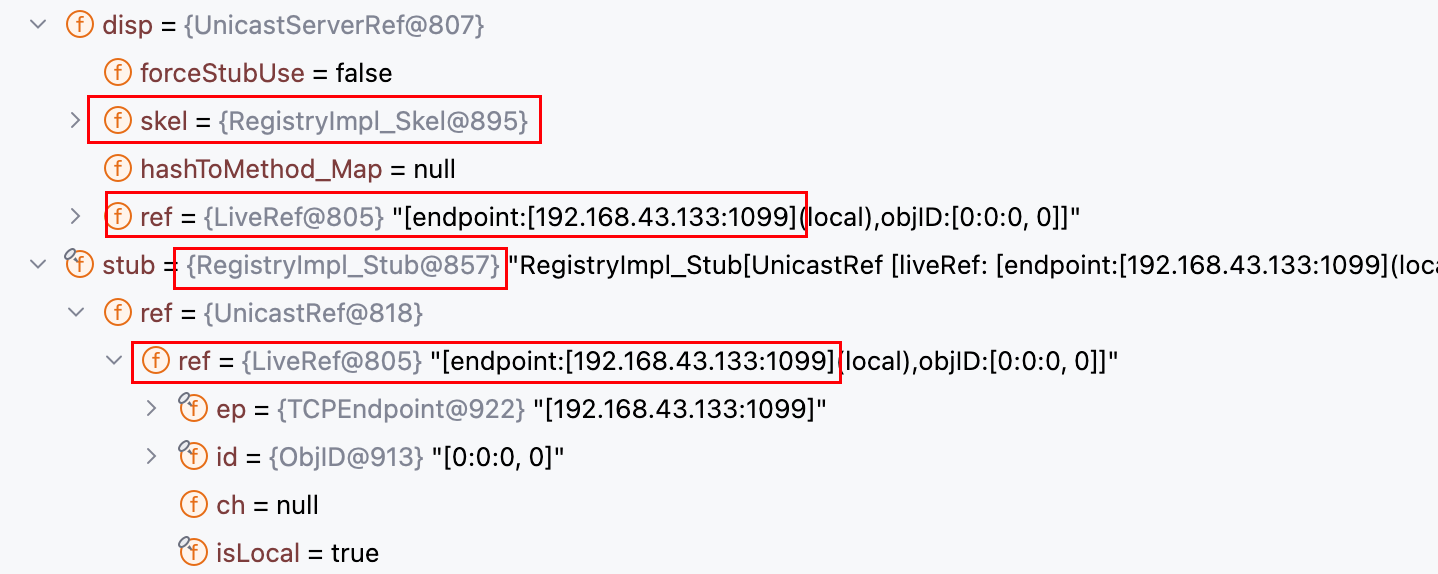 f disp = {UnicastServerRef@807}
f forceStubUse = false
f skel = {RegistryImpl_Skel@895}
f hashToMethod_Map = null
f ref = {LiveRef@805} "[endpoint:[192.168.43.133:1099](local),objID:[0:0:0, 0]]"
f stub = {RegistryImpl_Stub@857} "RegistryImpl_Stub[UnicastRef [liveRef: [endpoint:[192.168.43.133:1099](loc
f ref = {UnicastRef@818}
f ref = {LiveRef@805} "[endpoint:[192.168.43.133:1099](local),objID:[0:0:0, 0]]"
f ep = {TCPEndpoint@922} "[192.168.43.133:1099]"
f id = {ObjID@913} "[0:0:0, 0]"
f ch = null
f isLocal = true